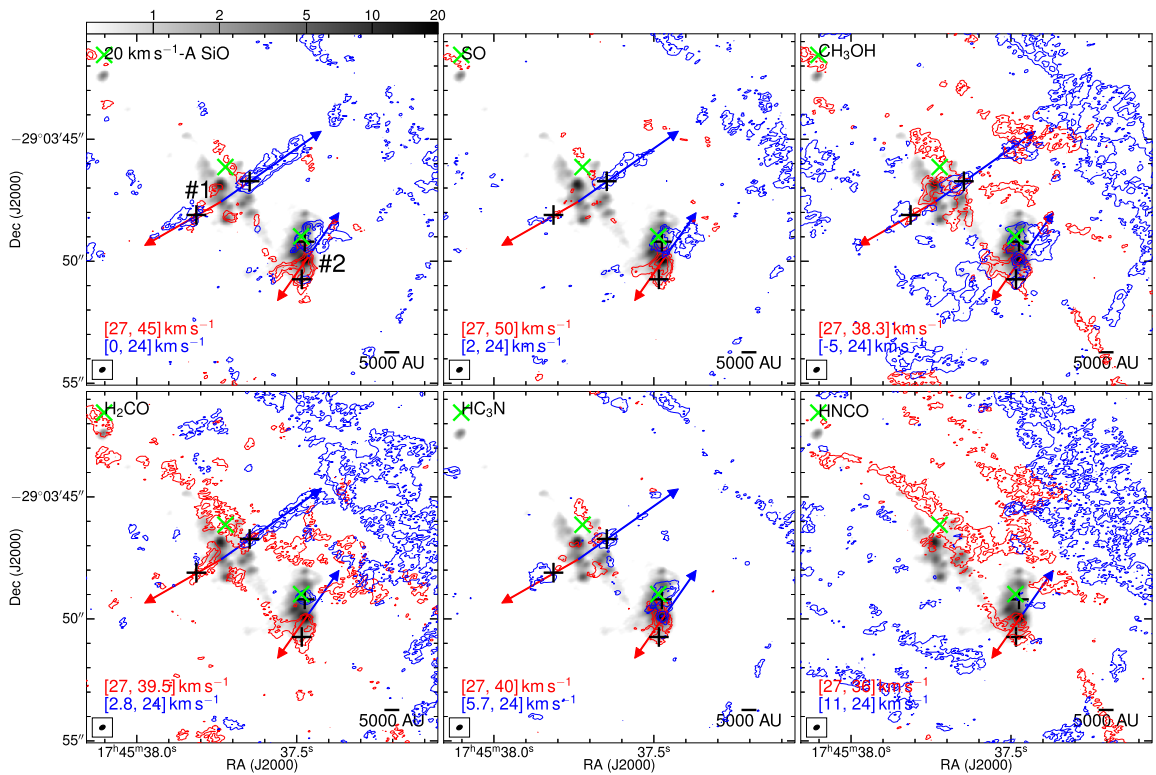 1 2 5 10 20
20 km s⁻¹-A SiO
SO
CH₃OH
−29°03′45″
#1
Dec (J2000)
50″
#2
[27, 45] km s⁻¹
[0, 24] km s⁻¹
5000 AU
[27, 50] km s⁻¹
[2, 24] km s⁻¹
5000 AU
[27, 38.3] km s⁻¹
[-5, 24] km s⁻¹
5000 AU
55″
H₂CO
HC₃N
HNCO
−29°03′45″
Dec (J2000)
50″
[27, 39.5] km s⁻¹
[2.8, 24] km s⁻¹
5000 AU
[27, 40] km s⁻¹
[5.7, 24] km s⁻¹
5000 AU
km s⁻¹
[11, 24] km s⁻¹
5000 AU
55″
17ʰ45ᵐ38.0ˢ 37.5ˢ
RA (J2000)
17ʰ45ᵐ38.0ˢ 37.5ˢ
RA (J2000)
17ʰ45ᵐ38.0ˢ 37.5ˢ
RA (J2000)